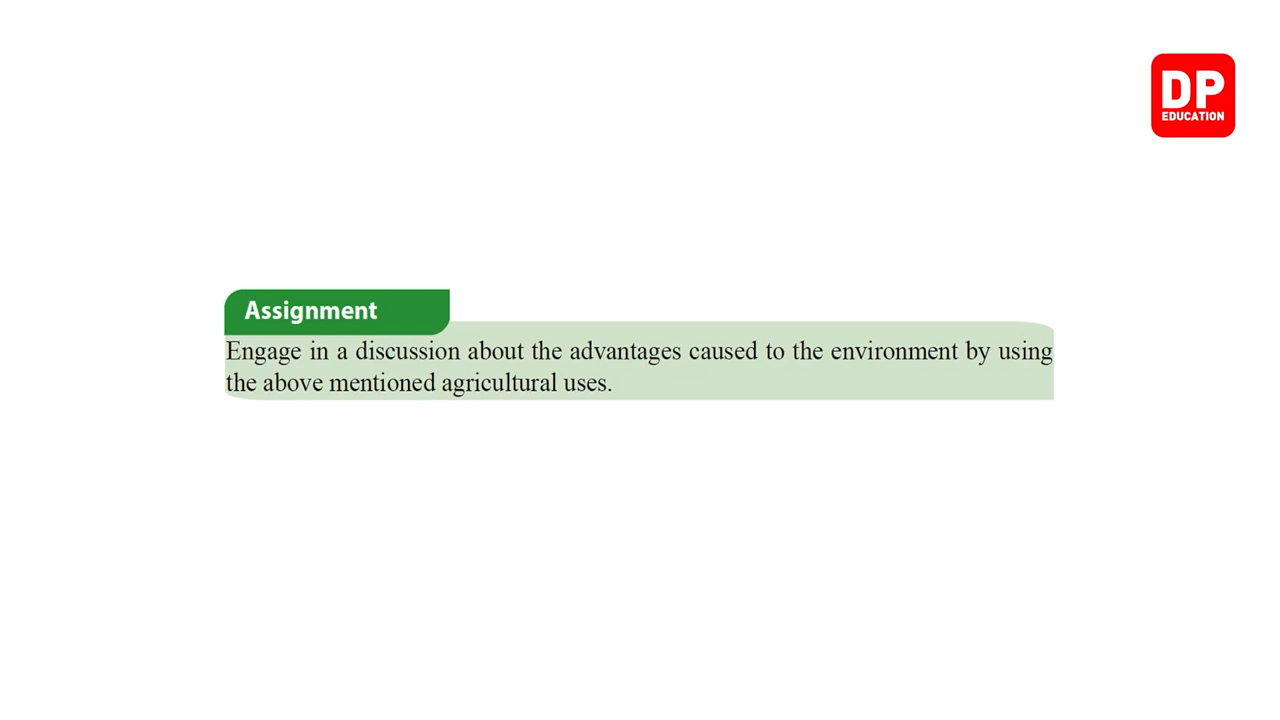 DP
EDUCATION
Assignment
Engage in a discussion about the advantages caused to the environment by using
the above mentioned agricultural uses.